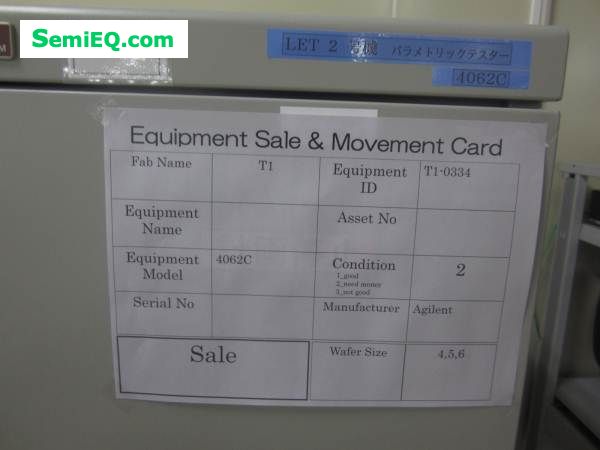 SemiEQ.com
M
LET 2 パラメトリックテスター
4062C
Equipment Sale & Movement Card
Fab Name T1 Equipment ID T1-0334
Equipment Name Asset No
Equipment Model 4062C Condition 2
1_good
2_need money
3_not good
Serial No Manufacturer Agilent
Sale Wafer Size 4,5,6